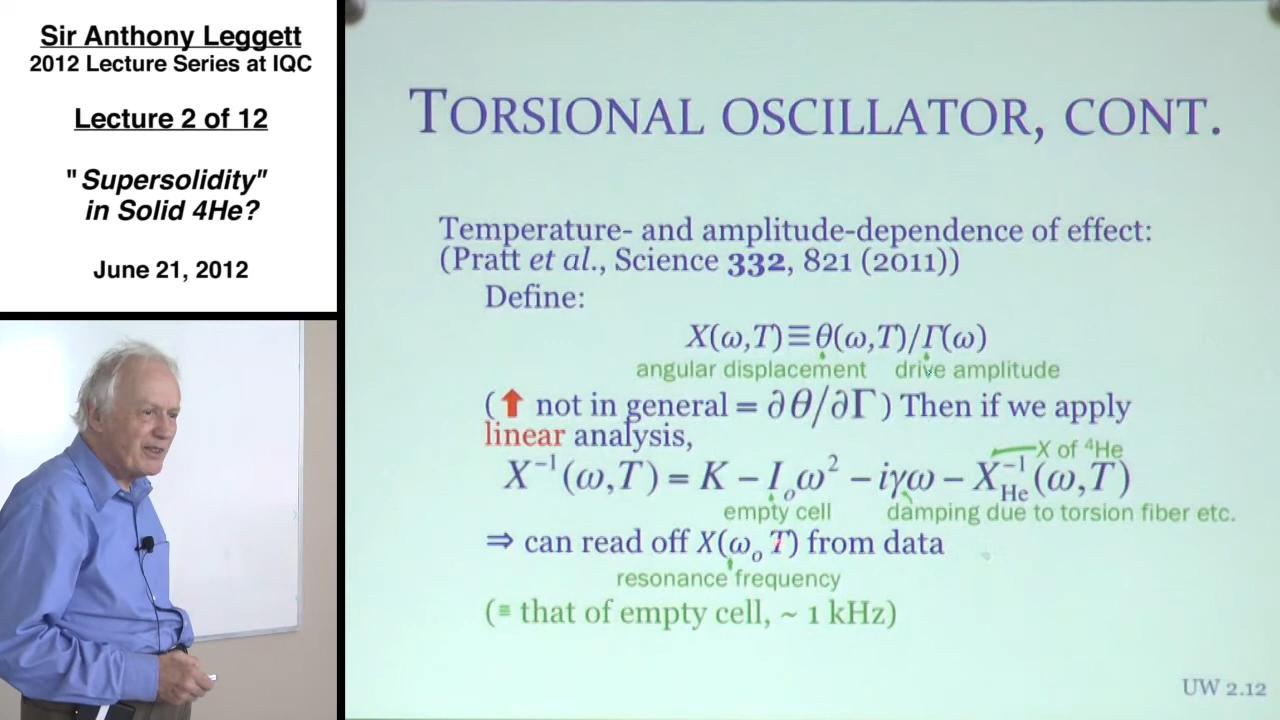 Sir Anthony Leggett
2012 Lecture Series at IQC
Lecture 2 of 12
"Supersolidity"
in Solid 4He?
June 21, 2012
TORSIONAL OSCILLATOR, CONT.
Temperature- and amplitude-dependence of effect:
(Pratt et al., Science 332, 821 (2011))
Define:
X(ω,T)≡θ(ω,T)/Γ(ω)
angular displacement drive amplitude
(⬆ not in general = ∂θ/∂Γ) Then if we apply
linear analysis,
X of ⁴He
X⁻¹(ω,T) = K − Iₒω² − iγω − X⁻¹_He(ω,T)
empty cell damping due to torsion fiber etc.
⇒ can read off X(ωₒ T) from data
resonance frequency
(≡ that of empty cell, ~ 1 kHz)
UW 2.12